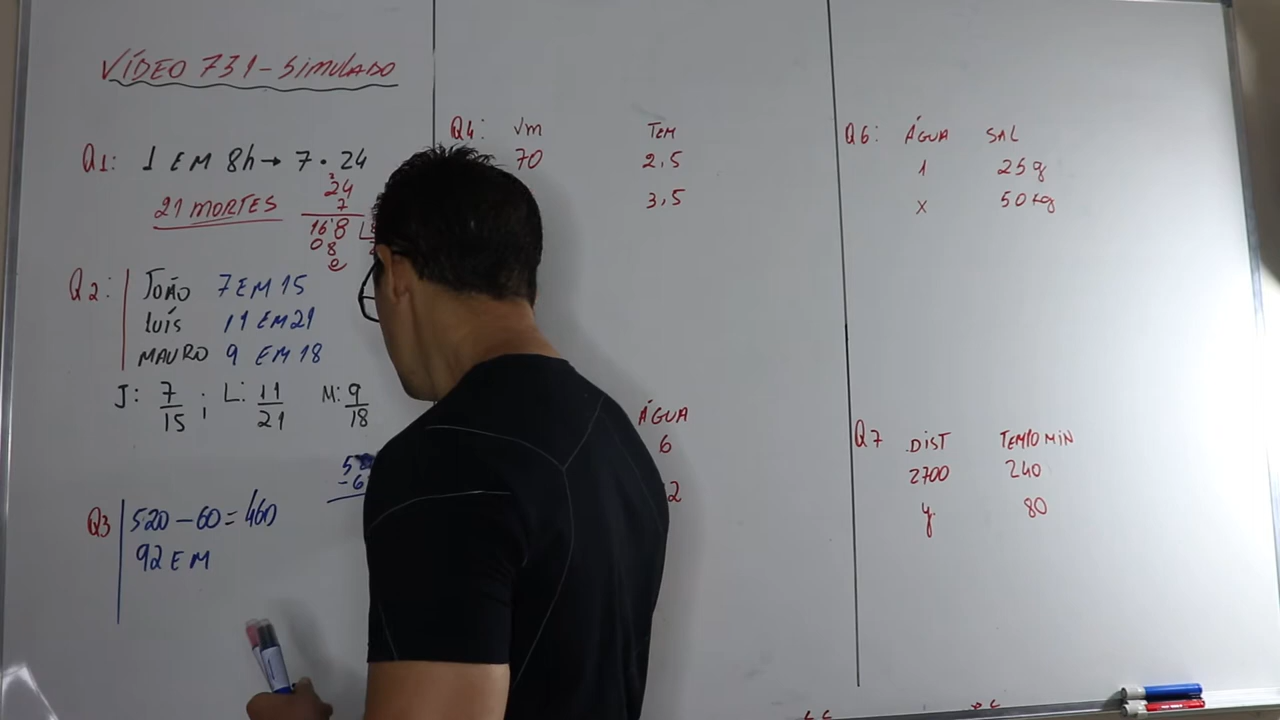 VÍDEO 731 - SIMULADO
Q1: 1 EM 8h → 7 • 24
21 MORTES
24
7
168
08
Q2: JOÃO 7 EM 15
LUÍS 11 EM 21
MAURO 9 EM 18
J: 7/15 ; L: 11/21 M: 9/18
Q3 520 - 60 = 460
92 EM
Q4: Vm TEM
70 2,5
3,5
ÁGUA
6
2
Q6: ÁGUA SAL
1 25g
x 50kg
Q7 DIST TEMPO MIN
2700 240
y 80